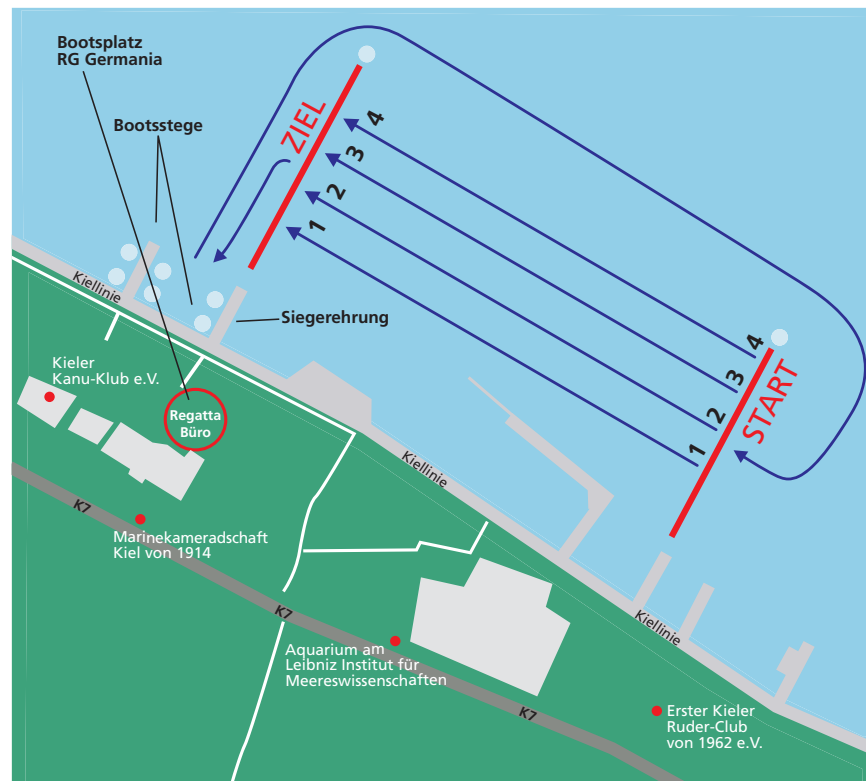 Bootsplatz
RG Germania
Bootsstege
ZIEL
4
3
2
1
Kiellinie
Siegerehrung
4
3
2
1
START
Kieler
Kanu-Klub e.V.
Regatta
Büro
Kiellinie
K7
Marinekameradschaft
Kiel von 1914
K7
Kiellinie
Aquarium am
Leibniz Institut für
Meereswissenschaften
K7
Erster Kieler
Ruder-Club
von 1962 e.V.